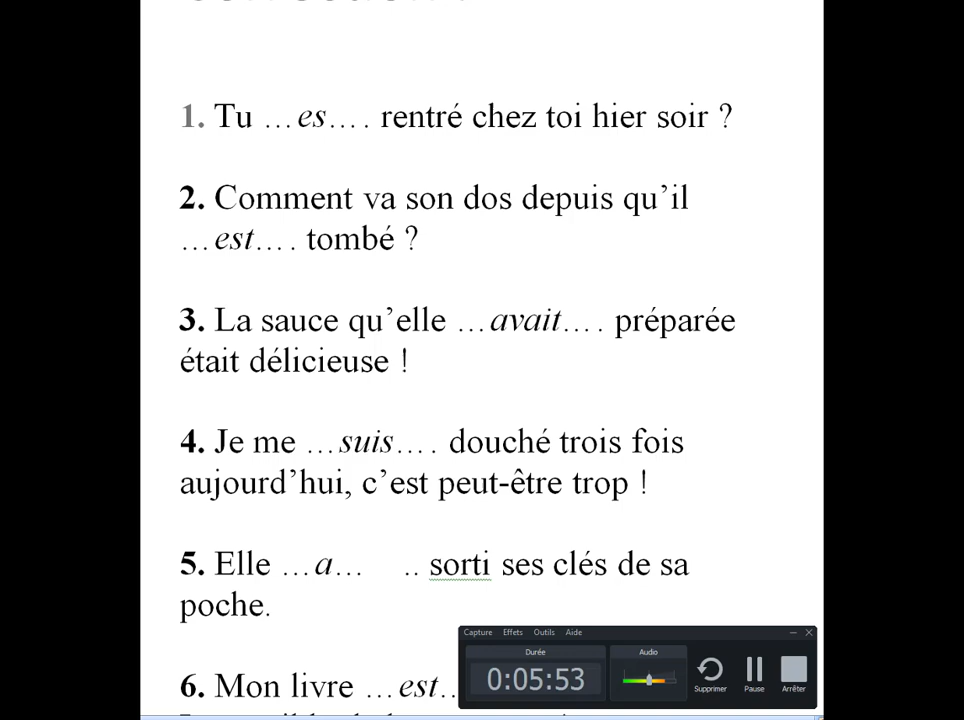 1. Tu …es…. rentré chez toi hier soir ?
2. Comment va son dos depuis qu’il
…est…. tombé ?
3. La sauce qu’elle …avait…. préparée
était délicieuse !
4. Je me …suis…. douché trois fois
aujourd’hui, c’est peut-être trop !
5. Elle …a… .. sorti ses clés de sa
poche.
Capture Effets Outils Aide
Durée Audio
0:05:53
Supprimer Pause Arrêter
6. Mon livre …est..